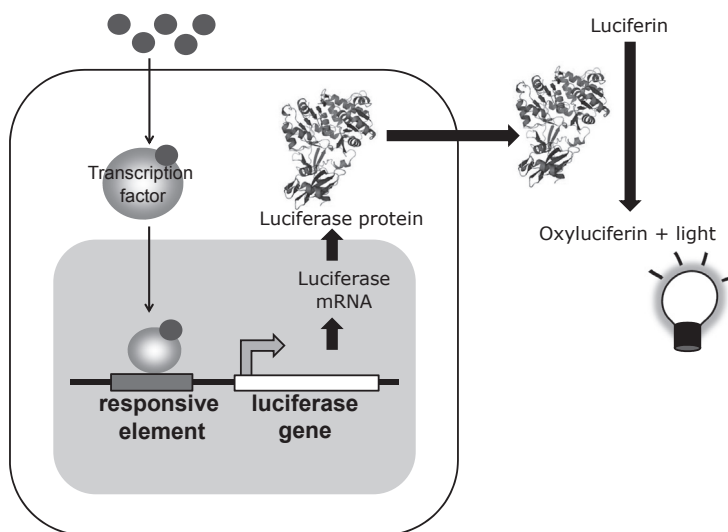 Luciferin
Transcription
factor
Luciferase protein
Oxyluciferin + light
Luciferase
mRNA
responsive
element
luciferase
gene